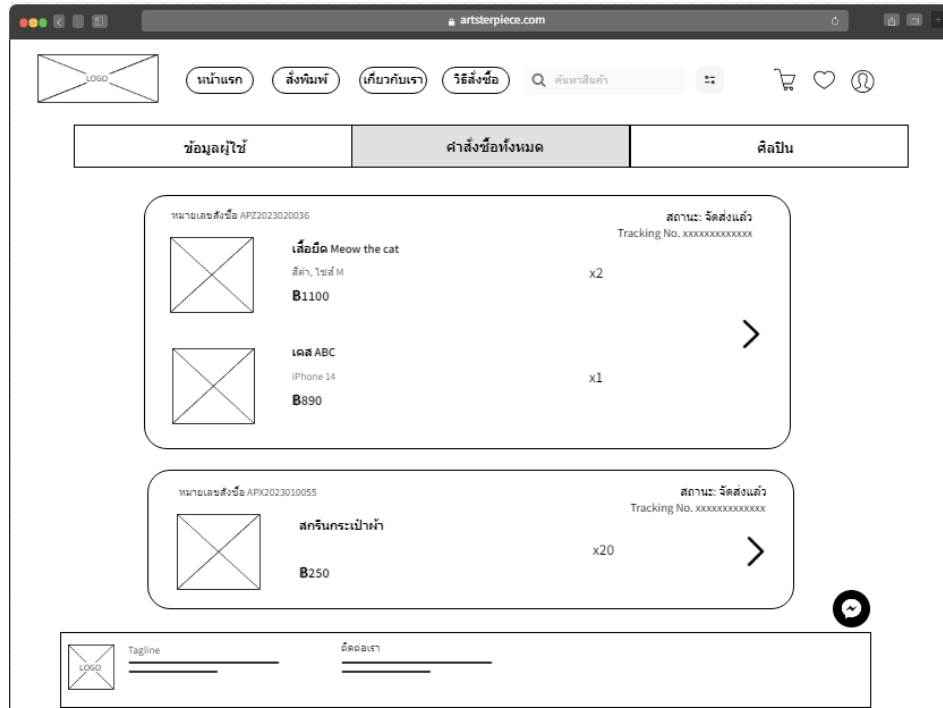 artsterpiece.com
LOGO
หน้าแรก
สั่งพิมพ์
เกี่ยวกับเรา
วิธีสั่งซื้อ
ค้นหาสินค้า
ข้อมูลผู้ใช้
คำสั่งซื้อทั้งหมด
ศิลปิน
หมายเลขสั่งซื้อ APZ2023020036
สถานะ: จัดส่งแล้ว
Tracking No. xxxxxxxxxxxxx
เสื้อยืด Meow the cat
สีดำ, ไซส์ M
x2
฿1100
เคส ABC
iPhone 14
x1
฿890
หมายเลขสั่งซื้อ APX2023010055
สถานะ: จัดส่งแล้ว
Tracking No. xxxxxxxxxxxxx
สกรีนกระเป๋าผ้า
x20
฿250
LOGO
Tagline
ติดต่อเรา